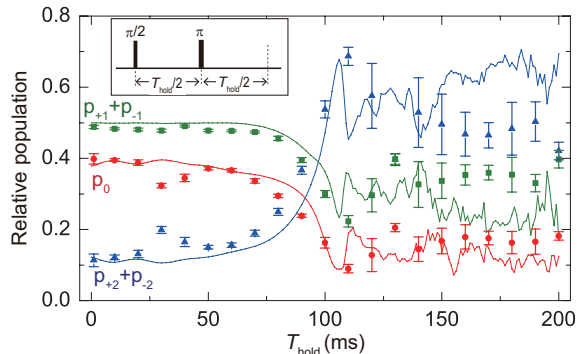 π/2
π
T_hold/2
T_hold/2
0.8
0.6
0.4
0.2
0.0
Relative population
p+1+p-1
p0
p+2+p-2
0
50
100
150
200
T_hold (ms)